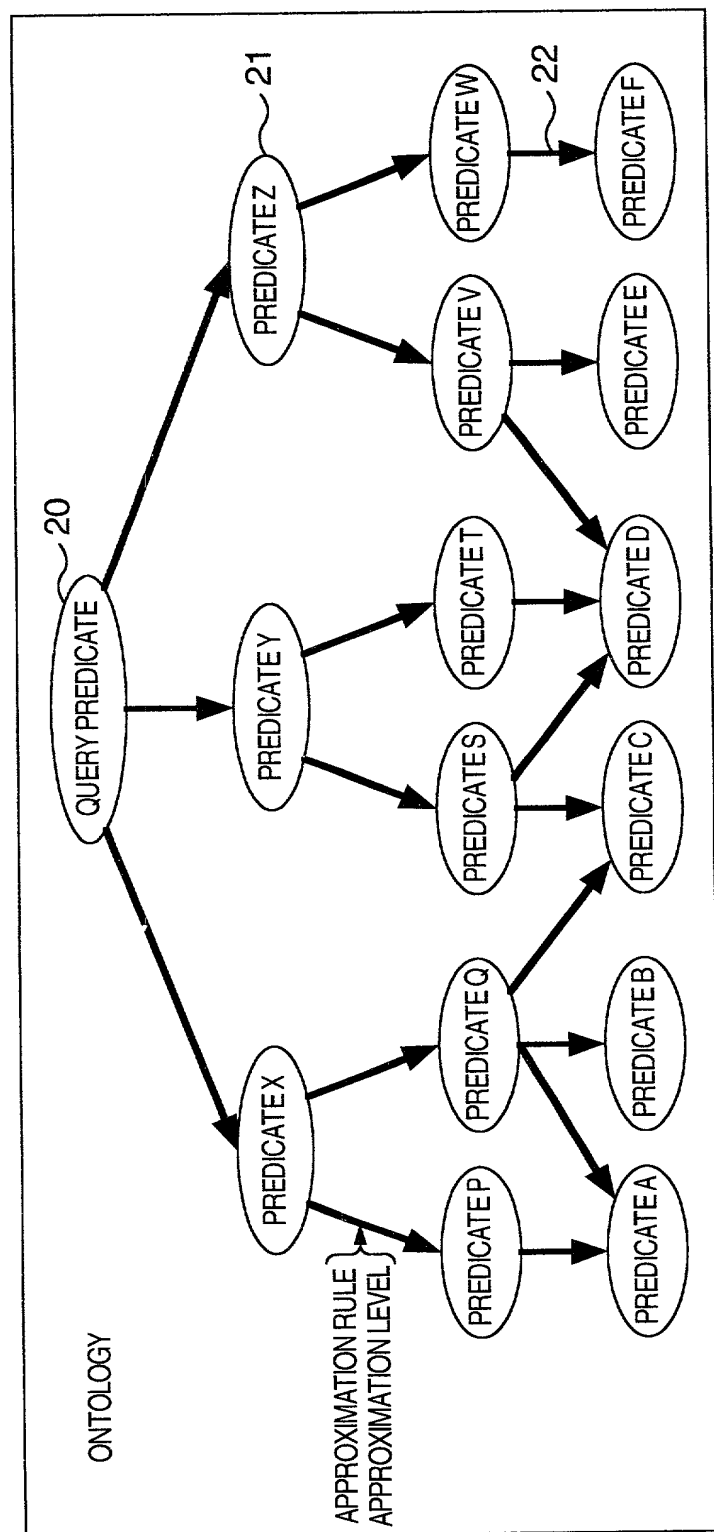 ONTOLOGY
QUERY PREDICATE
20
PREDICATE X
PREDICATE Y
PREDICATE Z
21
APPROXIMATION RULE
APPROXIMATION LEVEL
PREDICATE P
PREDICATE Q
PREDICATE S
PREDICATE T
PREDICATE V
PREDICATE W
22
PREDICATE A
PREDICATE B
PREDICATE C
PREDICATE D
PREDICATE E
PREDICATE F